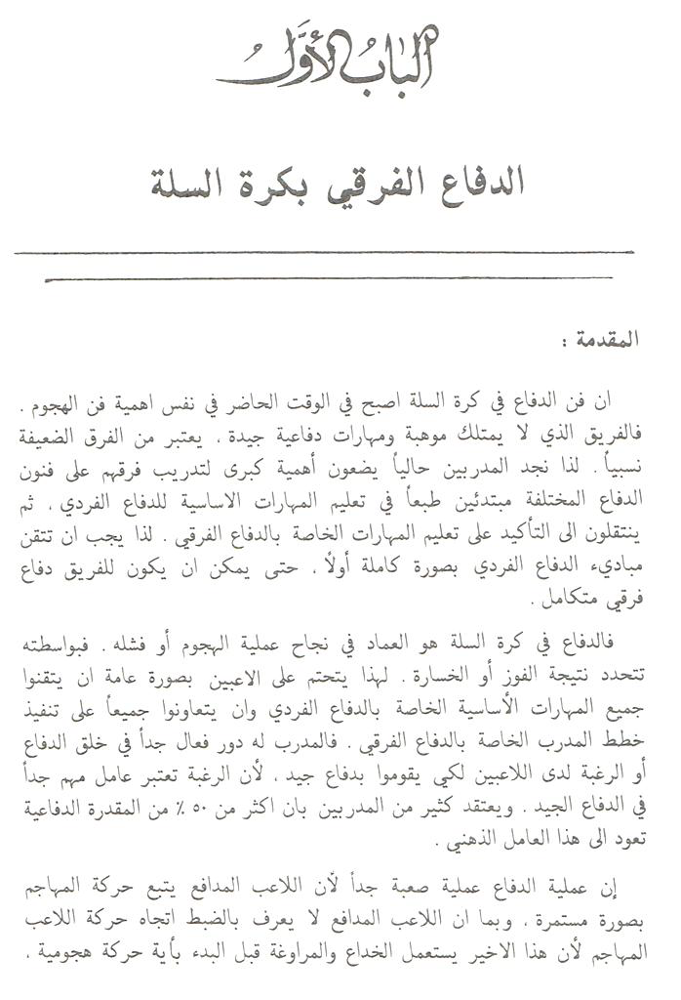 الباب الأوَّل
الدفاع الفرقي بكرة السلة
المقدمة :
ان فن الدفاع في كرة السلة اصبح في الوقت الحاضر في نفس اهمية فن الهجوم .
فالفريق الذي لا يمتلك موهبة ومهارات دفاعية جيدة ، يعتبر من الفرق الضعيفة
نسبياً . لذا نجد المدربين حالياً يضعون أهمية كبرى لتدريب فرقهم على فنون
الدفاع المختلفة مبتدئين طبعاً في تعليم المهارات الاساسية للدفاع الفردي ، ثم
ينتقلون الى التأكيد على تعليم المهارات الخاصة بالدفاع الفرقي . لذا يجب ان تتقن
مباديء الدفاع الفردي بصورة كاملة أولاً ، حتى يمكن ان يكون للفريق دفاع
فرقي متكامل .
فالدفاع في كرة السلة هو العماد في نجاح عملية الهجوم أو فشله . فبواسطته
تتحدد نتيجة الفوز أو الخسارة . لهذا يتحتم على الاعبين بصورة عامة ان يتقنوا
جميع المهارات الأساسية الخاصة بالدفاع الفردي وان يتعاونوا جميعاً على تنفيذ
خطط المدرب الخاصة بالدفاع الفرقي . فالمدرب له دور فعال جداً في خلق الدفاع
أو الرغبة لدى اللاعبين لكي يقوموا بدفاع جيد ، لأن الرغبة تعتبر عامل مهم جداً
في الدفاع الجيد . ويعتقد كثير من المدربين بان اكثر من ٥٠ ٪ من المقدرة الدفاعية
تعود الى هذا العامل الذهني .
إن عملية الدفاع عملية صعبة جداً لأن اللاعب المدافع يتبع حركة المهاجم
بصورة مستمرة ، وبما ان اللاعب المدافع لا يعرف بالضبط اتجاه حركة اللاعب
المهاجم لأن هذا الاخير يستعمل الخداع والمراوغة قبل البدء بأية حركة هجومية ،